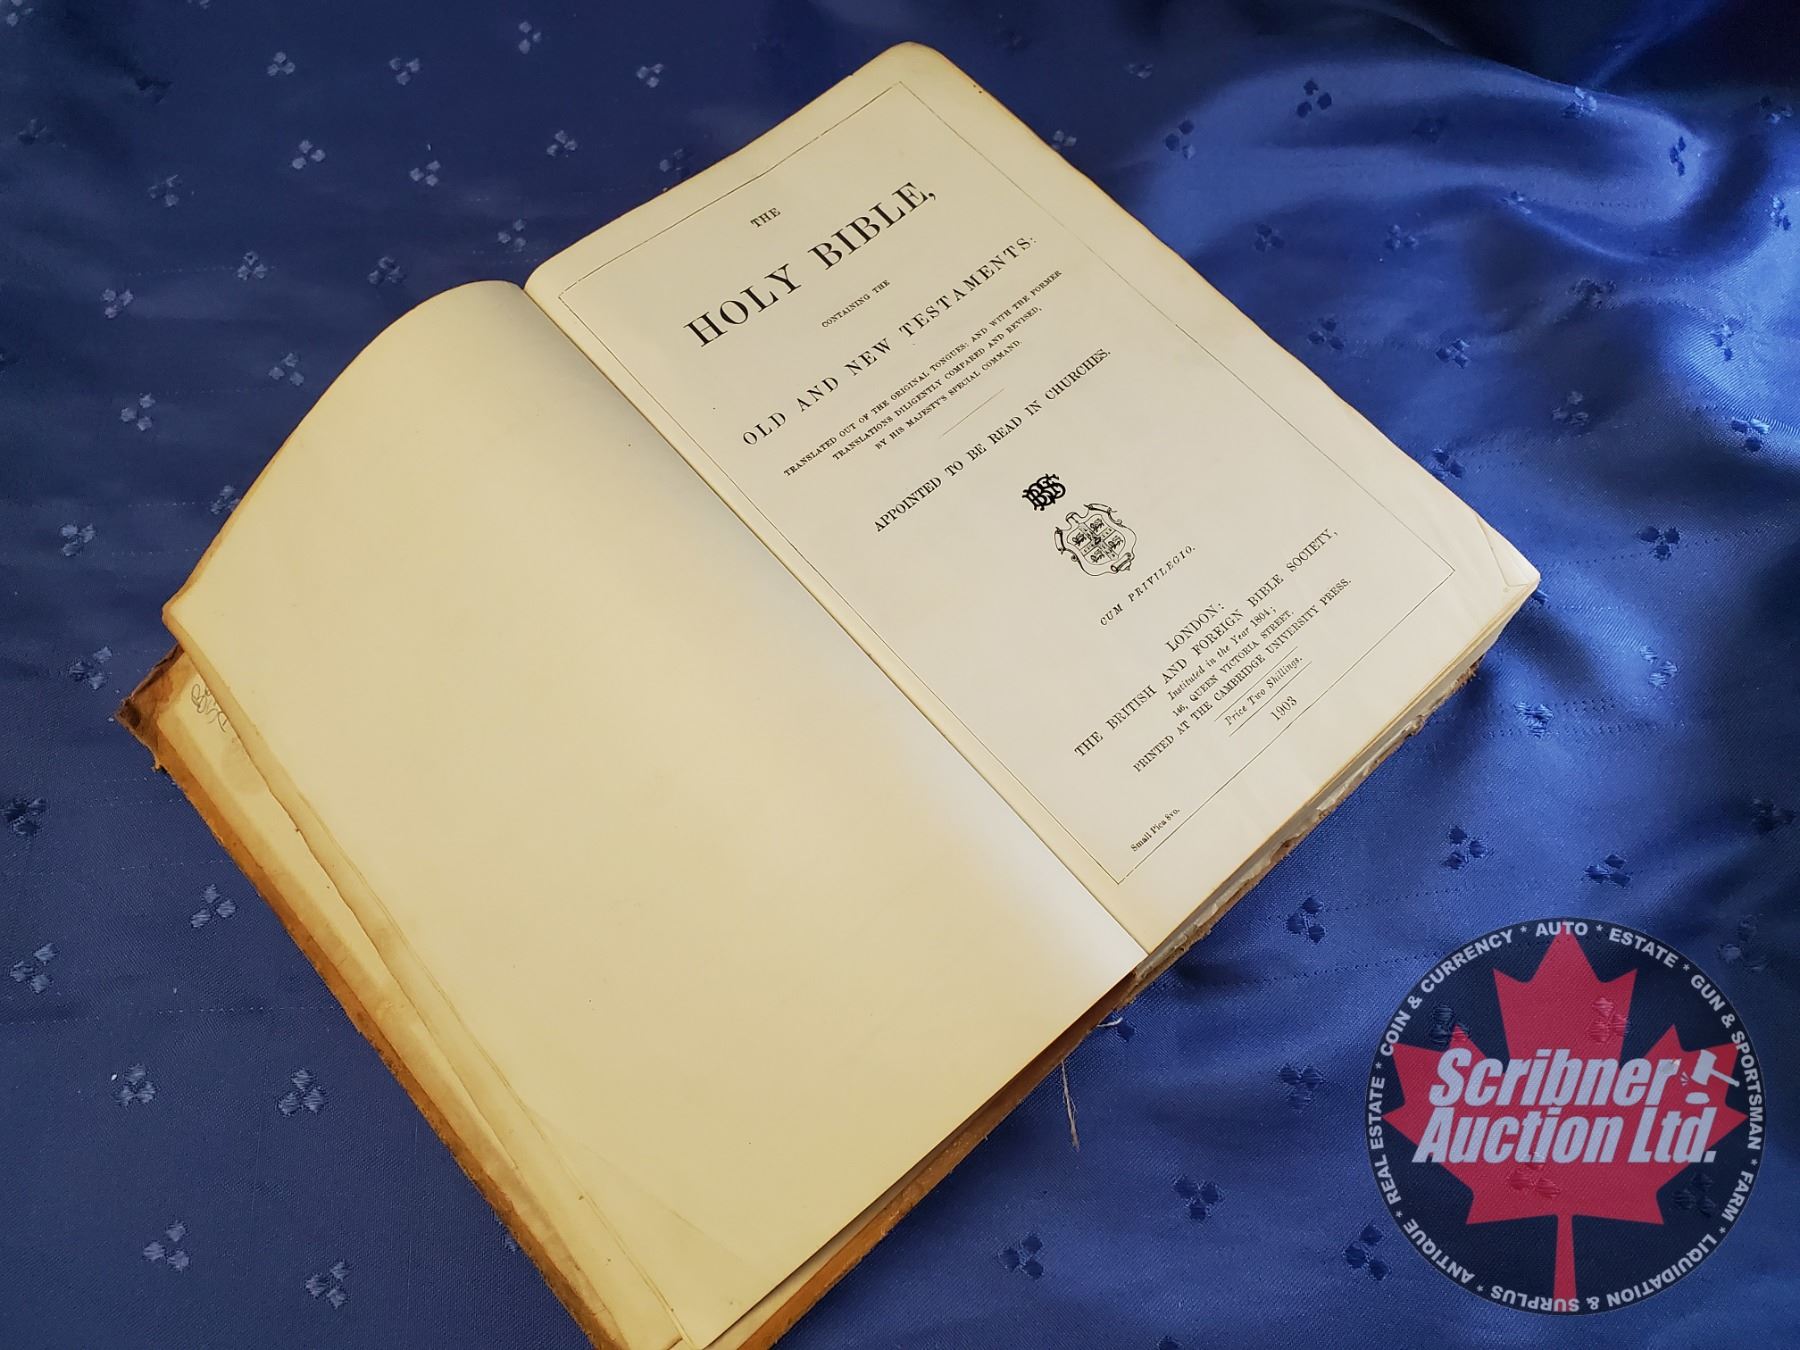 THE
HOLY BIBLE,
CONTAINING THE
OLD AND NEW TESTAMENTS:
TRANSLATED OUT OF THE ORIGINAL TONGUES: AND WITH THE FORMER
TRANSLATIONS DILIGENTLY COMPARED AND REVISED,
BY HIS MAJESTY'S SPECIAL COMMAND.
APPOINTED TO BE READ IN CHURCHES.
CUM PRIVILEGIO.
LONDON:
THE BRITISH AND FOREIGN BIBLE SOCIETY,
Instituted in the Year 1804;
146, QUEEN VICTORIA STREET.
PRINTED AT THE CAMBRIDGE UNIVERSITY PRESS.
Price Two Shillings.
1903
Small Pica 8vo.
COIN & CURRENCY * AUTO * ESTATE * GUN & SPORTSMAN * FARM * LIQUIDATION & SURPLUS * ANTIQUE * REAL ESTATE *
Scribner
Auction Ltd.